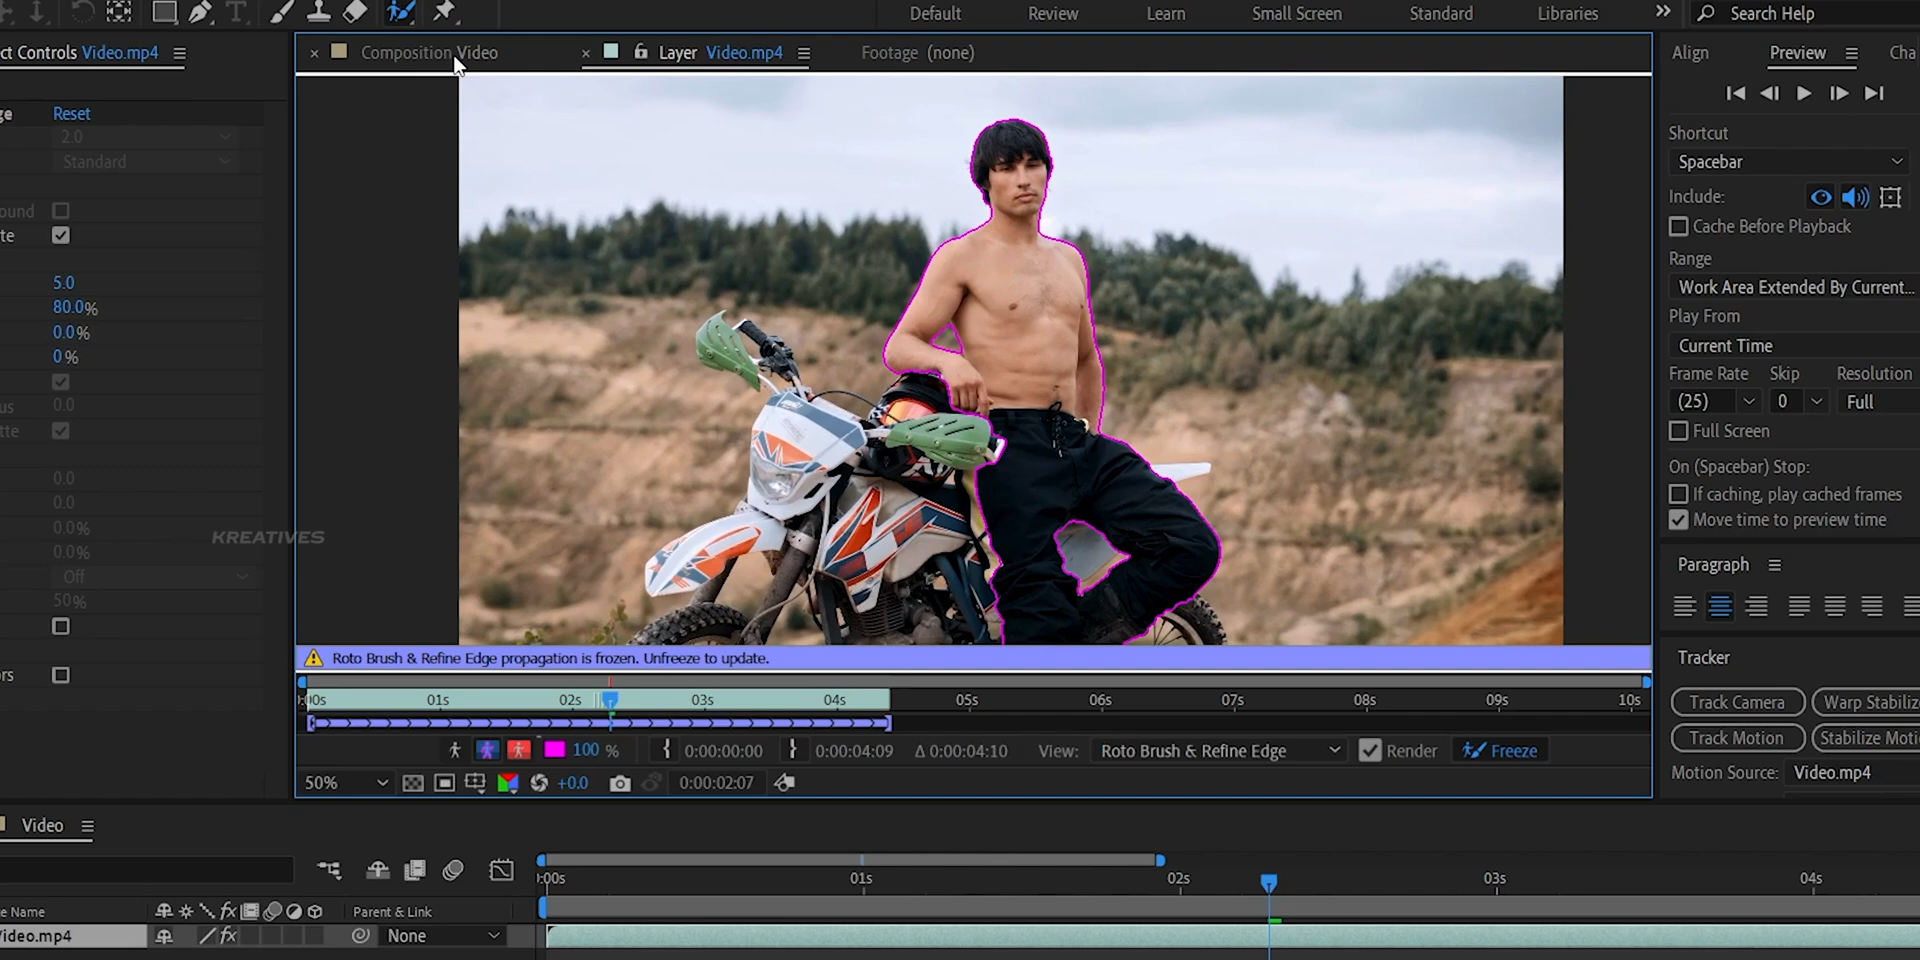 Default Review Learn Small Screen Standard Libraries Search Help
ct Controls Video.mp4
Composition Video
Layer Video.mp4
Footage (none)
Align Preview Cha
ge Reset
2.0
Standard
ound
te
5.0
80.0%
0.0%
0%
us 0.0
tte
0.0
0.0
0.0%
0.0%
Off
50%
rs
KREATIVES
Shortcut
Spacebar
Include:
Cache Before Playback
Range
Work Area Extended By Current...
Play From
Current Time
Frame Rate Skip Resolution
(25) 0 Full
Full Screen
On (Spacebar) Stop:
If caching, play cached frames
Move time to preview time
Paragraph
Tracker
Track Camera Warp Stabiliz
Track Motion Stabilize Moti
Motion Source: Video.mp4
Roto Brush & Refine Edge propagation is frozen. Unfreeze to update.
:00s 01s 02s 03s 04s 05s 06s 07s 08s 09s 10s
100 % 0:00:00:00 0:00:04:09 Δ 0:00:04:10 View: Roto Brush & Refine Edge Render Freeze
50% +0.0 0:00:02:07
Video
:00s 01s 02s 03s 04s
e Name fx Parent & Link
Video.mp4 fx None